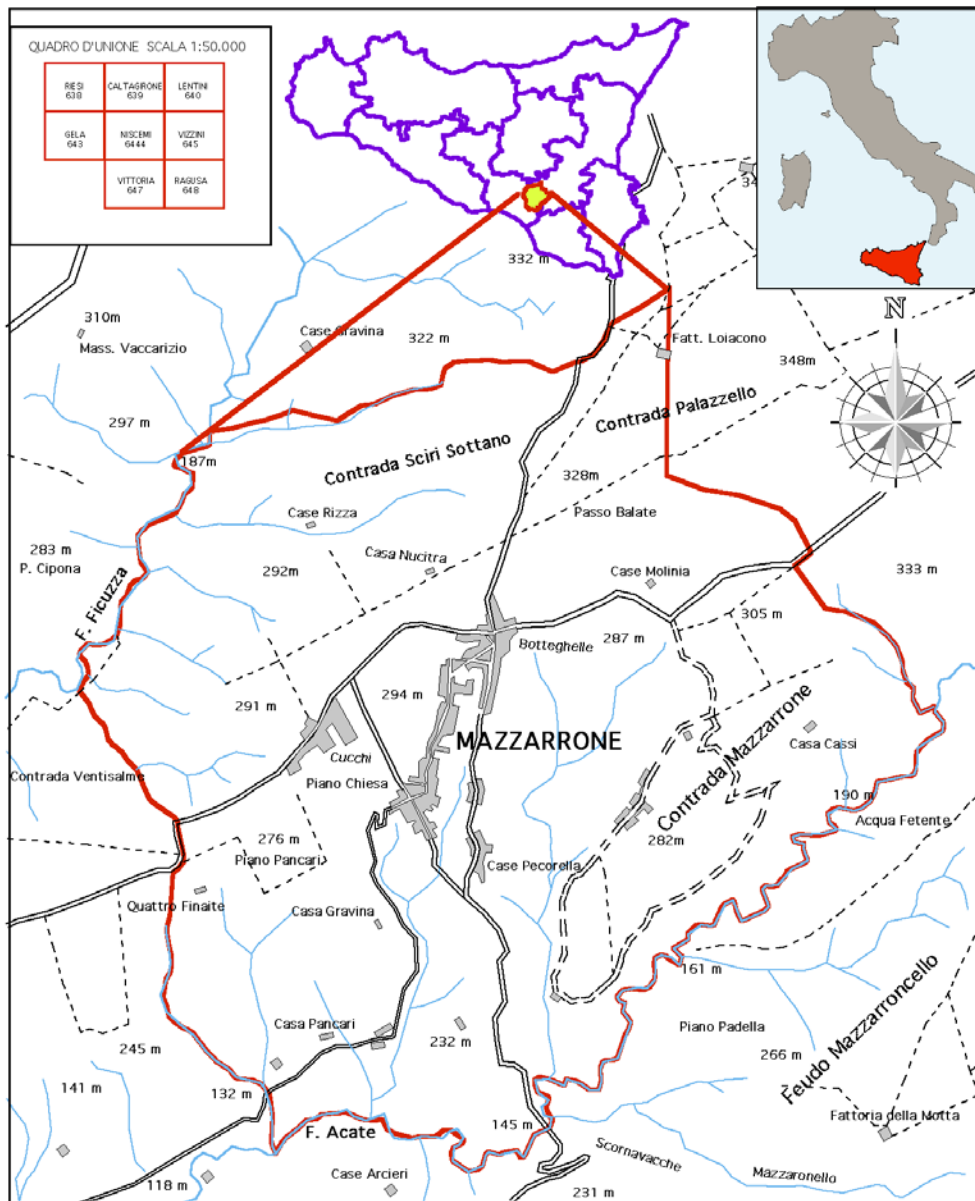 QUADRO D'UNIONE SCALA 1:50.000
RIESI
638
CALTAGIRONE
639
LENTINI
640
GELA
643
NISCEMI
6444
VIZZINI
645
VITTORIA
647
RAGUSA
648
N
332 m
310m
Mass. Vaccarizio
Case Gravina
322 m
Fatt. Loiacono
348m
297 m
Contrada Palazzello
187m
Contrada Sciri Sottano
328m
Case Rizza
Passo Balate
283 m
P. Cipona
Casa Nucitra
292m
Case Molinia
333 m
F. Ficuzza
305 m
Botteghelle
287 m
294 m
291 m
MAZZARRONE
Contrada Mazzarrone
Casa Cassi
Cucchi
Contrada Ventisalme
Piano Chiesa
190 m
Acqua Fetente
276 m
282m
Piano Pancari
Case Pecorella
Quattro Finaite
Casa Gravina
161 m
Casa Pancari
Piano Padella
245 m
232 m
266 m
Feudo Mazzarroncello
141 m
132 m
Fattoria della Motta
145 m
F. Acate
Scornavacche
Case Arcieri
Mazzaronello
118 m
231 m